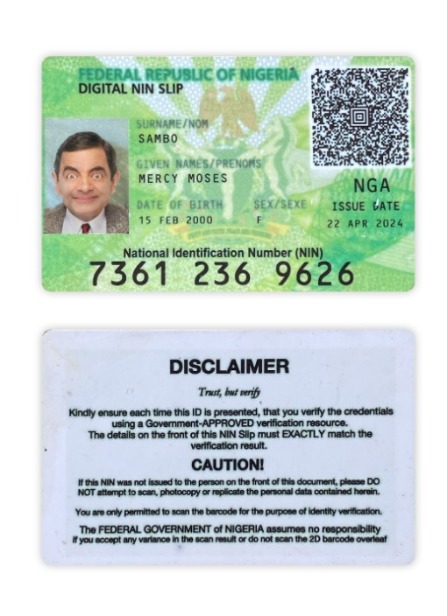 FEDERAL REPUBLIC OF NIGERIA
DIGITAL NIN SLIP
SURNAME/NOM
SAMBO
GIVEN NAMES/PRENOMS
MERCY MOSES
DATE OF BIRTH SEX/SEXE
15 FEB 2000 F
NGA
ISSUE DATE
22 APR 2024
National Identification Number (NIN)
7361 236 9626
DISCLAIMER
Trust, but verify
Kindly ensure each time this ID is presented, that you verify the credentials
using a Government-APPROVED verification resource.
The details on the front of this NIN Slip must EXACTLY match the
verification result.
CAUTION!
If this NIN was not issued to the person on the front of this document, please DO
NOT attempt to scan, photocopy or replicate the personal data contained herein.
You are only permitted to scan the barcode for the purpose of identity verification.
The FEDERAL GOVERNMENT of NIGERIA assumes no responsibility
if you accept any variance in the scan result or do not scan the 2D barcode overleaf